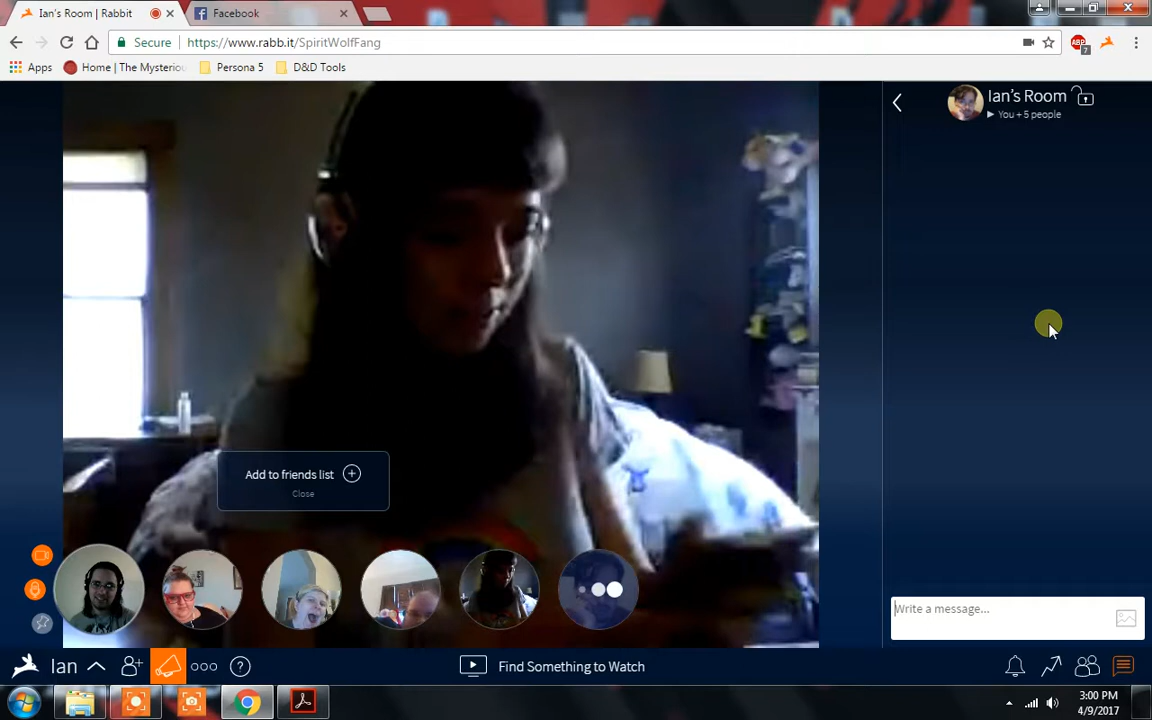 Ian's Room | Rabbit
Facebook
Secure
https://www.rabb.it/SpiritWolfFang
ABP
7
Apps
Home | The Mysteriou
Persona 5
D&D Tools
Ian's Room
You + 5 people
Add to friends list
Close
Write a message...
Ian
Find Something to Watch
3:00 PM
4/9/2017